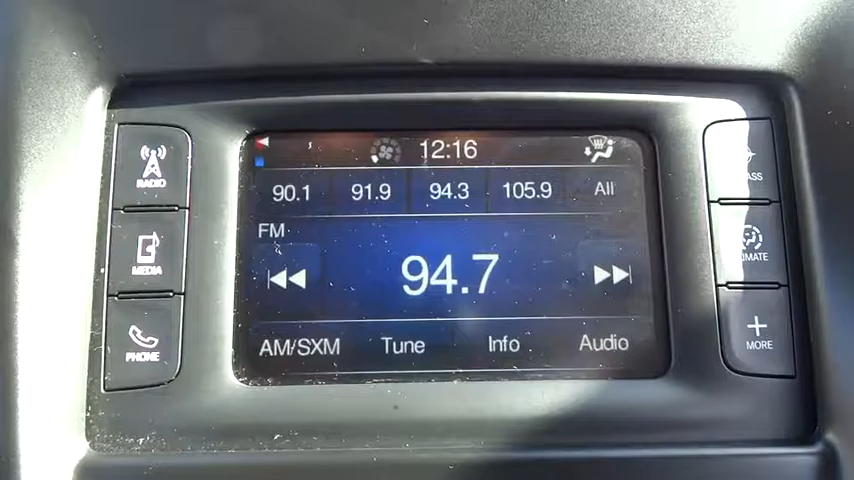 12:16
90.1 91.9 94.3 105.9 All
FM
94.7
AM/SXM Tune Info Audio
RADIO
MEDIA
PHONE
CLIMATE
MORE